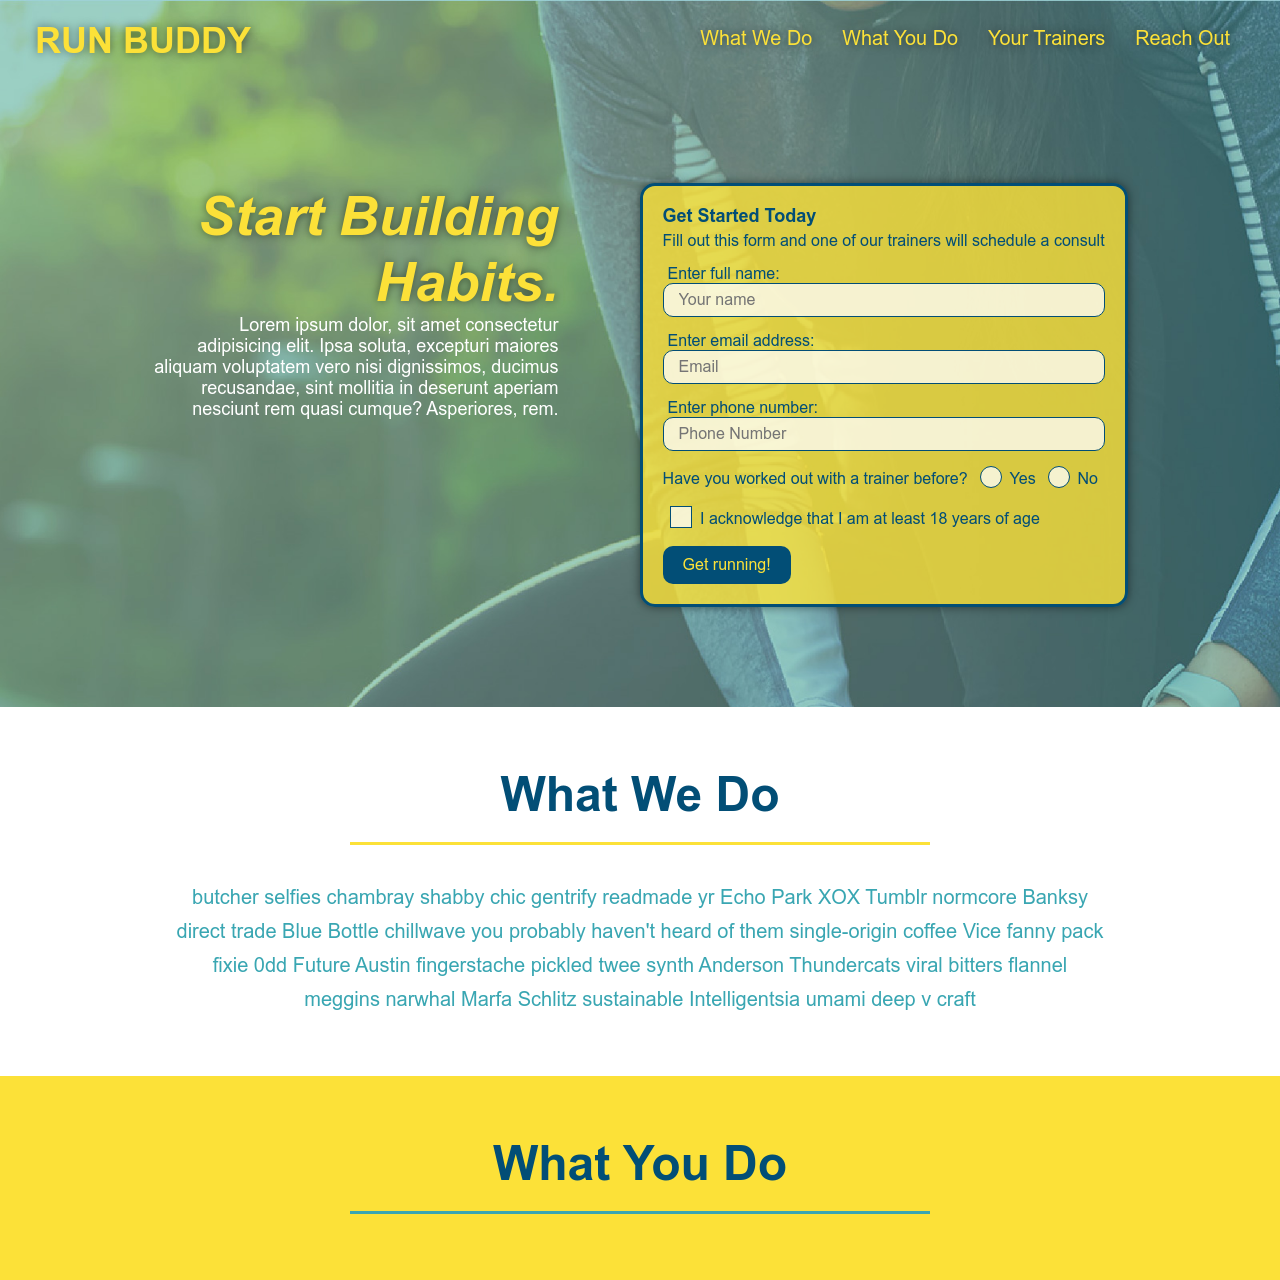 RUN BUDDY
What We Do
What You Do
Your Trainers
Reach Out
Start Building
Habits.
Lorem ipsum dolor, sit amet consectetur
adipisicing elit. Ipsa soluta, excepturi maiores
aliquam voluptatem vero nisi dignissimos, ducimus
recusandae, sint mollitia in deserunt aperiam
nesciunt rem quasi cumque? Asperiores, rem.
Get Started Today
Fill out this form and one of our trainers will schedule a consult
Enter full name:
Your name
Enter email address:
Email
Enter phone number:
Phone Number
Have you worked out with a trainer before? Yes No
I acknowledge that I am at least 18 years of age
Get running!
What We Do
butcher selfies chambray shabby chic gentrify readmade yr Echo Park XOX Tumblr normcore Banksy
direct trade Blue Bottle chillwave you probably haven't heard of them single-origin coffee Vice fanny pack
fixie 0dd Future Austin fingerstache pickled twee synth Anderson Thundercats viral bitters flannel
meggins narwhal Marfa Schlitz sustainable Intelligentsia umami deep v craft
What You Do